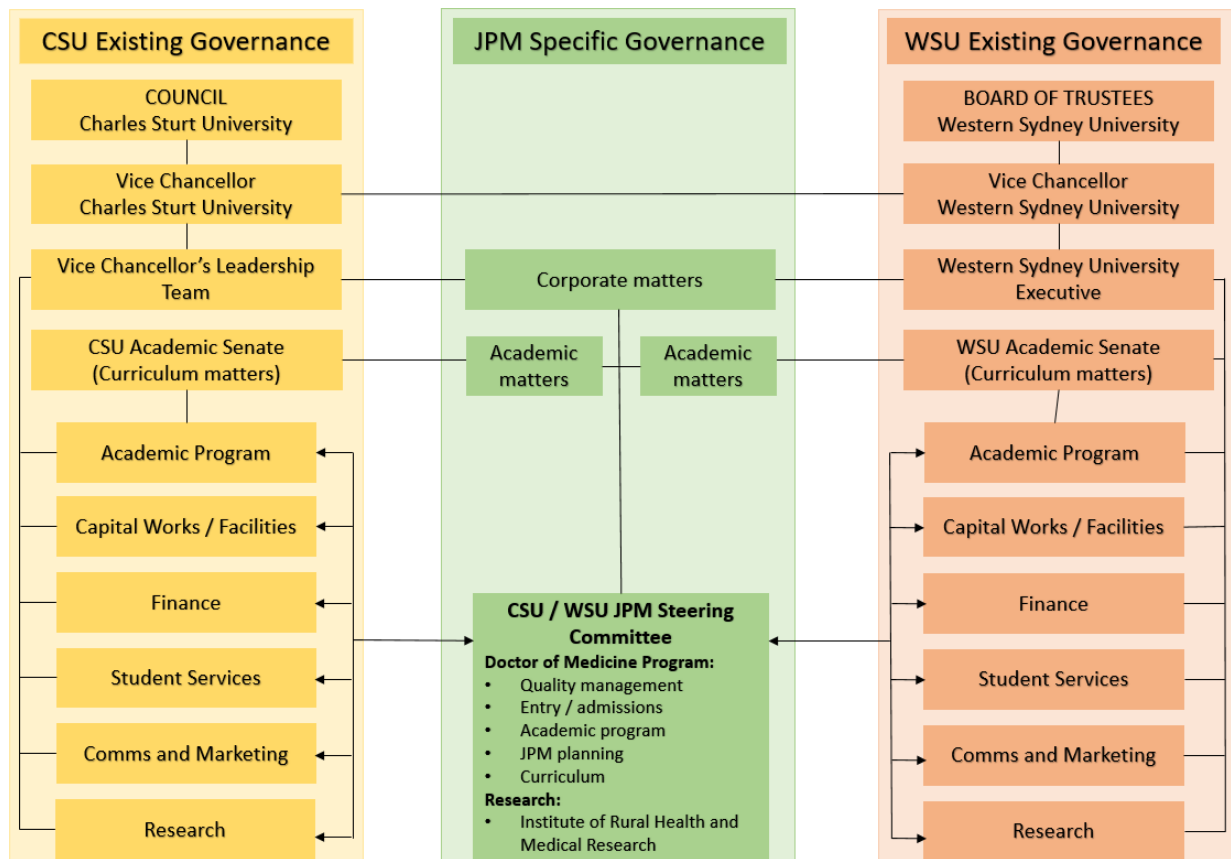 CSU Existing Governance
COUNCIL
Charles Sturt University
Vice Chancellor
Charles Sturt University
Vice Chancellor’s Leadership
Team
CSU Academic Senate
(Curriculum matters)
Academic Program
Capital Works / Facilities
Finance
Student Services
Comms and Marketing
Research
JPM Specific Governance
Corporate matters
Academic
matters
Academic
matters
CSU / WSU JPM Steering
Committee
Doctor of Medicine Program:
• Quality management
• Entry / admissions
• Academic program
• JPM planning
• Curriculum
Research:
• Institute of Rural Health and
Medical Research
WSU Existing Governance
BOARD OF TRUSTEES
Western Sydney University
Vice Chancellor
Western Sydney University
Western Sydney University
Executive
WSU Academic Senate
(Curriculum matters)
Academic Program
Capital Works / Facilities
Finance
Student Services
Comms and Marketing
Research